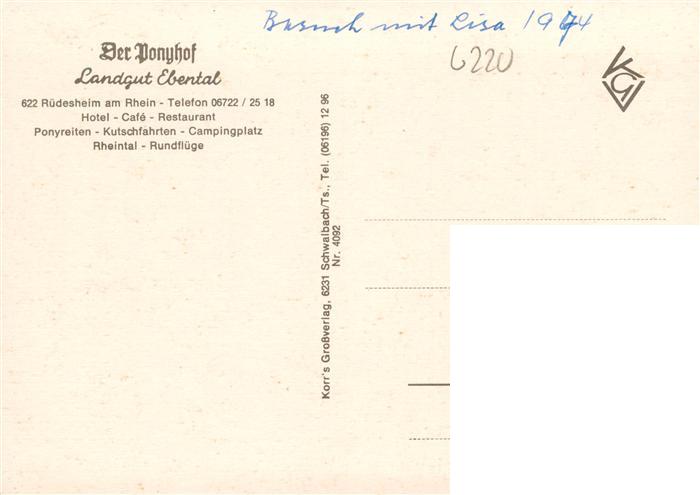 Besuch mit Lisa 1974
6220
Der Ponyhof
Landgut Ebental
622 Rüdesheim am Rhein - Telefon 06722 / 25 18
Hotel - Café - Restaurant
Ponyreiten - Kutschfahrten - Campingplatz
Rheintal - Rundflüge
Korr's Großverlag, 6231 Schwalbach/Ts., Tel. (06196) 12 96
Nr. 4092
KGV